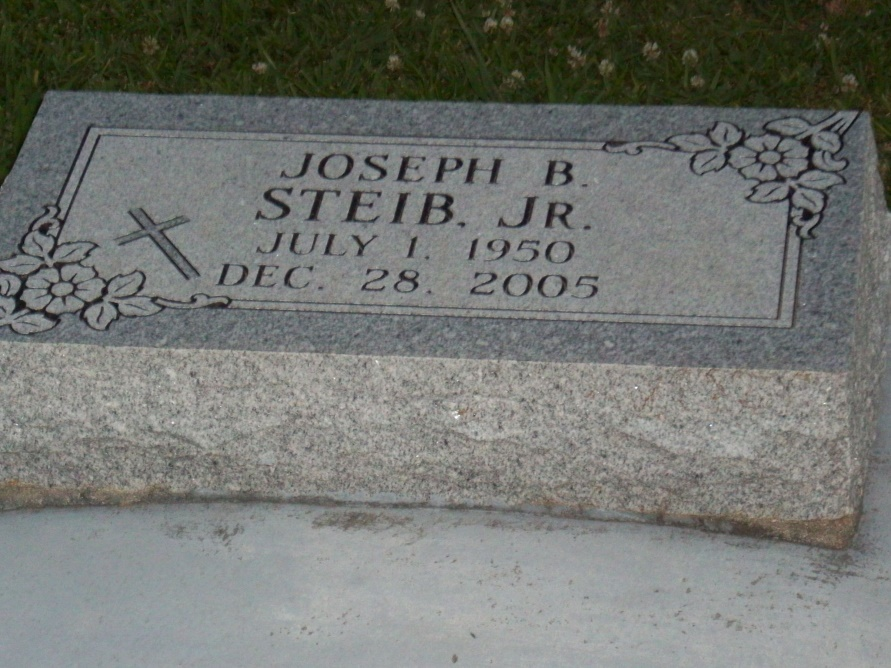 JOSEPH B.
STEIB, JR.
JULY 1, 1950
DEC. 28, 2005